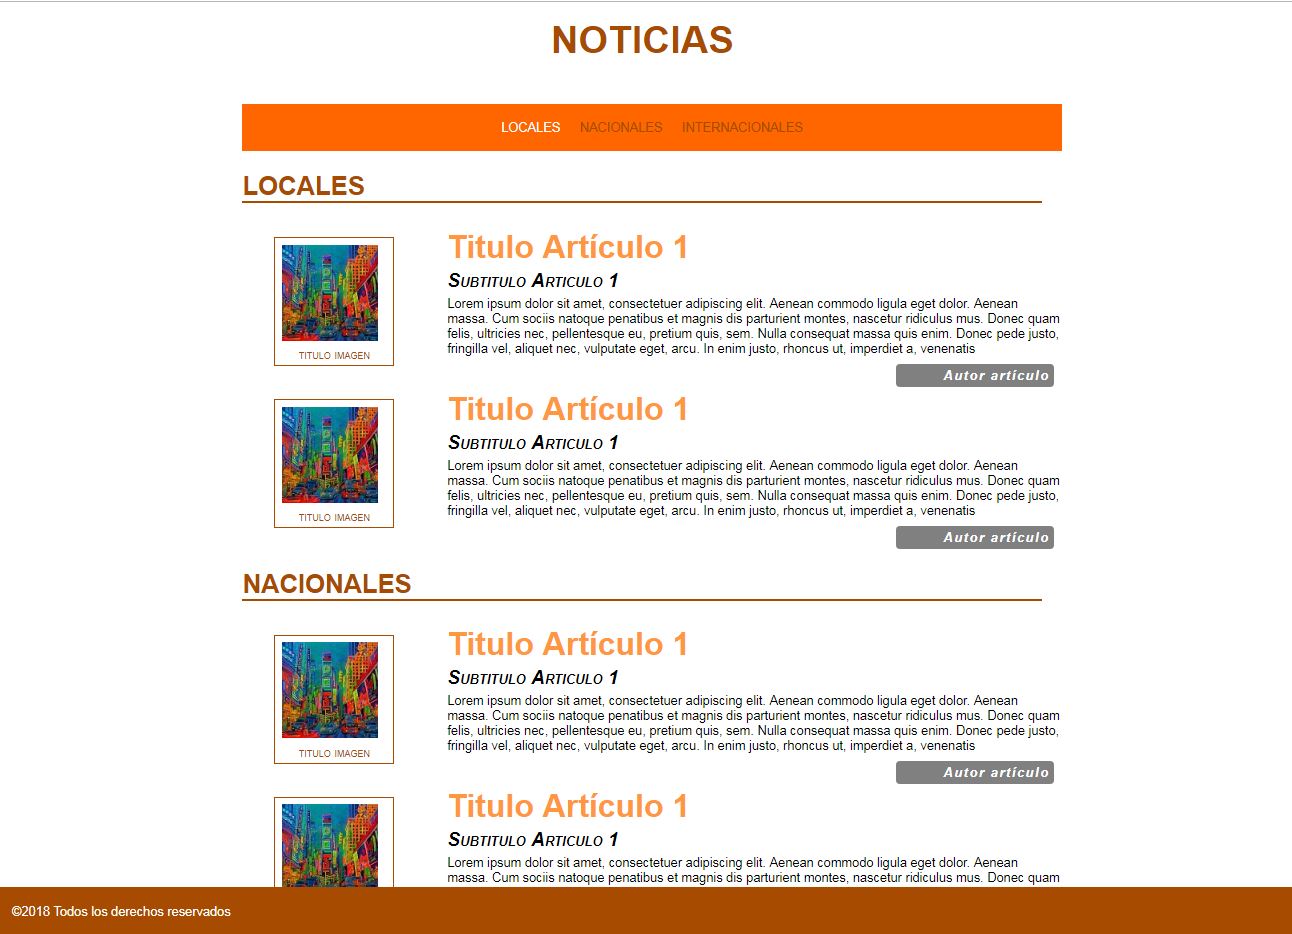 NOTICIAS
LOCALES NACIONALES INTERNACIONALES
LOCALES
Titulo Artículo 1
Subtitulo Articulo 1
Lorem ipsum dolor sit amet, consectetuer adipiscing elit. Aenean commodo ligula eget dolor. Aenean
massa. Cum sociis natoque penatibus et magnis dis parturient montes, nascetur ridiculus mus. Donec quam
felis, ultricies nec, pellentesque eu, pretium quis, sem. Nulla consequat massa quis enim. Donec pede justo,
fringilla vel, aliquet nec, vulputate eget, arcu. In enim justo, rhoncus ut, imperdiet a, venenatis
TITULO IMAGEN
Autor artículo
Titulo Artículo 1
Subtitulo Articulo 1
Lorem ipsum dolor sit amet, consectetuer adipiscing elit. Aenean commodo ligula eget dolor. Aenean
massa. Cum sociis natoque penatibus et magnis dis parturient montes, nascetur ridiculus mus. Donec quam
felis, ultricies nec, pellentesque eu, pretium quis, sem. Nulla consequat massa quis enim. Donec pede justo,
fringilla vel, aliquet nec, vulputate eget, arcu. In enim justo, rhoncus ut, imperdiet a, venenatis
TITULO IMAGEN
Autor artículo
NACIONALES
Titulo Artículo 1
Subtitulo Articulo 1
Lorem ipsum dolor sit amet, consectetuer adipiscing elit. Aenean commodo ligula eget dolor. Aenean
massa. Cum sociis natoque penatibus et magnis dis parturient montes, nascetur ridiculus mus. Donec quam
felis, ultricies nec, pellentesque eu, pretium quis, sem. Nulla consequat massa quis enim. Donec pede justo,
fringilla vel, aliquet nec, vulputate eget, arcu. In enim justo, rhoncus ut, imperdiet a, venenatis
TITULO IMAGEN
Autor artículo
Titulo Artículo 1
Subtitulo Articulo 1
Lorem ipsum dolor sit amet, consectetuer adipiscing elit. Aenean commodo ligula eget dolor. Aenean
massa. Cum sociis natoque penatibus et magnis dis parturient montes, nascetur ridiculus mus. Donec quam
©2018 Todos los derechos reservados